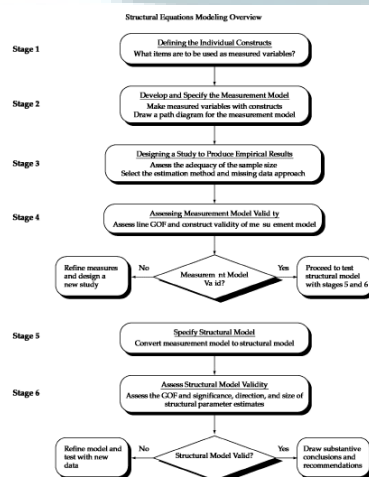 Structural Equations Modeling Overview
Stage 1
Defining the Individual Constructs
What items are to be used as measured variables?
Stage 2
Develop and Specify the Measurement Model
Make measured variables with constructs
Draw a path diagram for the measurement model
Stage 3
Designing a Study to Produce Empirical Results
Assess the adequacy of the sample size
Select the estimation method and missing data approach
Stage 4
Assessing Measurement Model Valid ty
Assess line GOF and construct validity of me su ement model
Refine measures
and design a
new study
No
Measurem nt Model
Va id?
Yes
Proceed to test
structural model
with stages 5 and 6
Stage 5
Specify Structural Model
Convert measurement model to structural model
Stage 6
Assess Structural Model Validity
Assess the GOF and significance, direction, and size of
structural parameter estimates
Refine model and
test with new
data
No
Structural Model Valid?
Yes
Draw substantive
conclusions and
recommendations